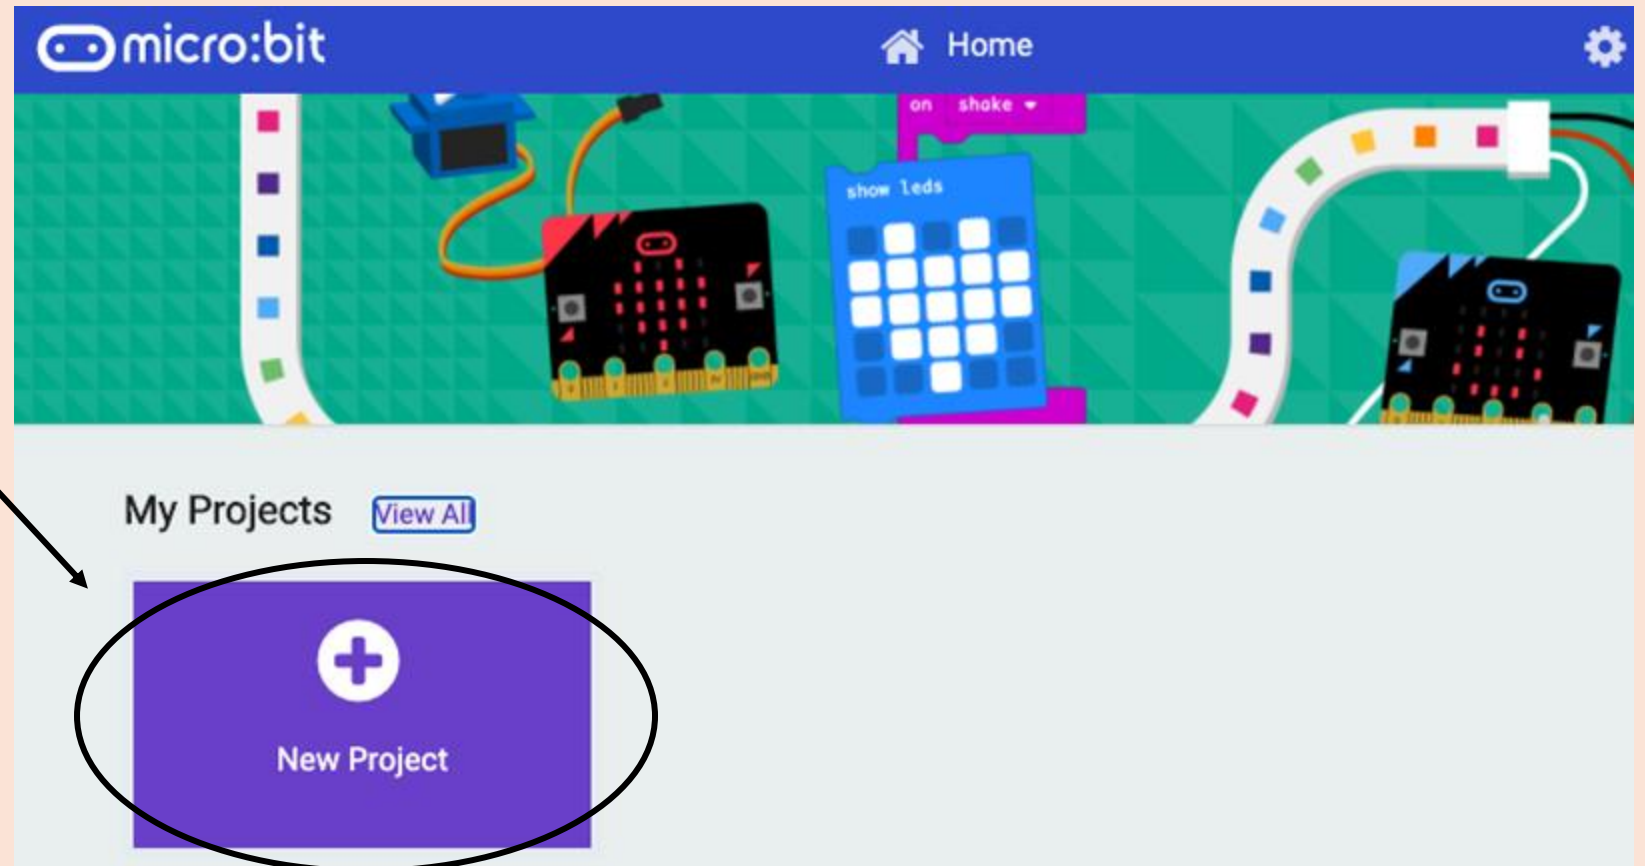 micro:bit
Home
on shake
show leds
My Projects
View All
New Project